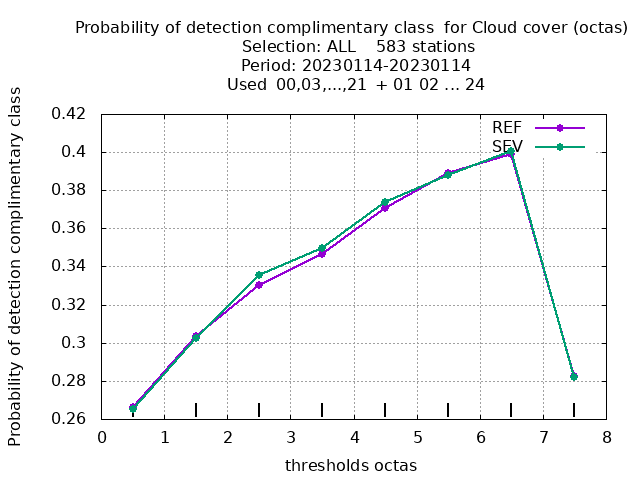 Probability of detection complimentary class  for Cloud cover (octas)
Selection: ALL    583 stations
Period: 20230114-20230114
Used  00,03,...,21  + 01 02 ... 24
Probability of detection complimentary class
0.42
0.4
0.38
0.36
0.34
0.32
0.3
0.28
0.26
REF
SEV
0 1 2 3 4 5 6 7 8
thresholds octas